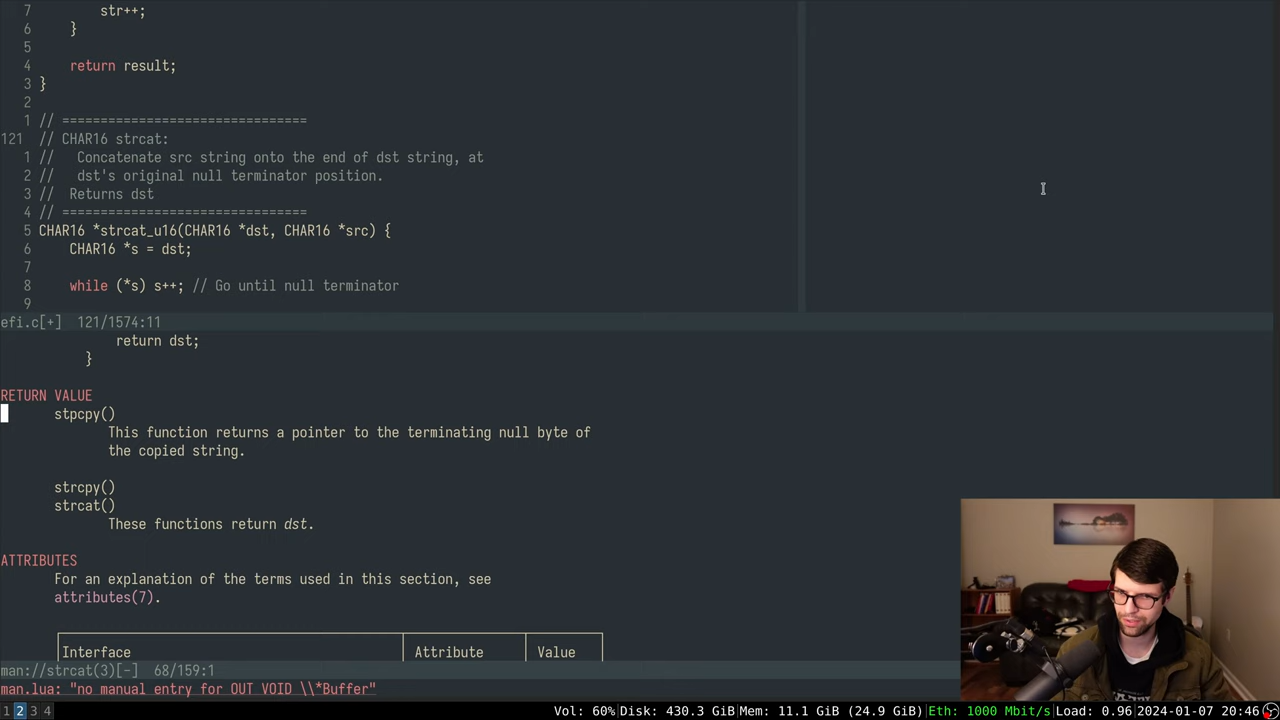 7         str++;
6     }
5
4     return result;
3 }
2
1 // ================================
121 // CHAR16 strcat:
1 //   Concatenate src string onto the end of dst string, at
2 //   dst's original null terminator position.
3 //  Returns dst
4 // ================================
5 CHAR16 *strcat_u16(CHAR16 *dst, CHAR16 *src) {
6     CHAR16 *s = dst;
7
8     while (*s) s++; // Go until null terminator
9
efi.c[+]  121/1574:11
return dst;
}
RETURN VALUE
stpcpy()
This function returns a pointer to the terminating null byte of
the copied string.
strcpy()
strcat()
These functions return dst.
ATTRIBUTES
For an explanation of the terms used in this section, see
attributes(7).
Interface Attribute Value
man://strcat(3)[-]  68/159:1
man.lua: "no manual entry for OUT VOID \\*Buffer"
1 2 3 4 Vol: 60%|Disk: 430.3 GiB|Mem: 11.1 GiB (24.9 GiB)|Eth: 1000 Mbit/s|Load: 0.96 2024-01-07 20:46